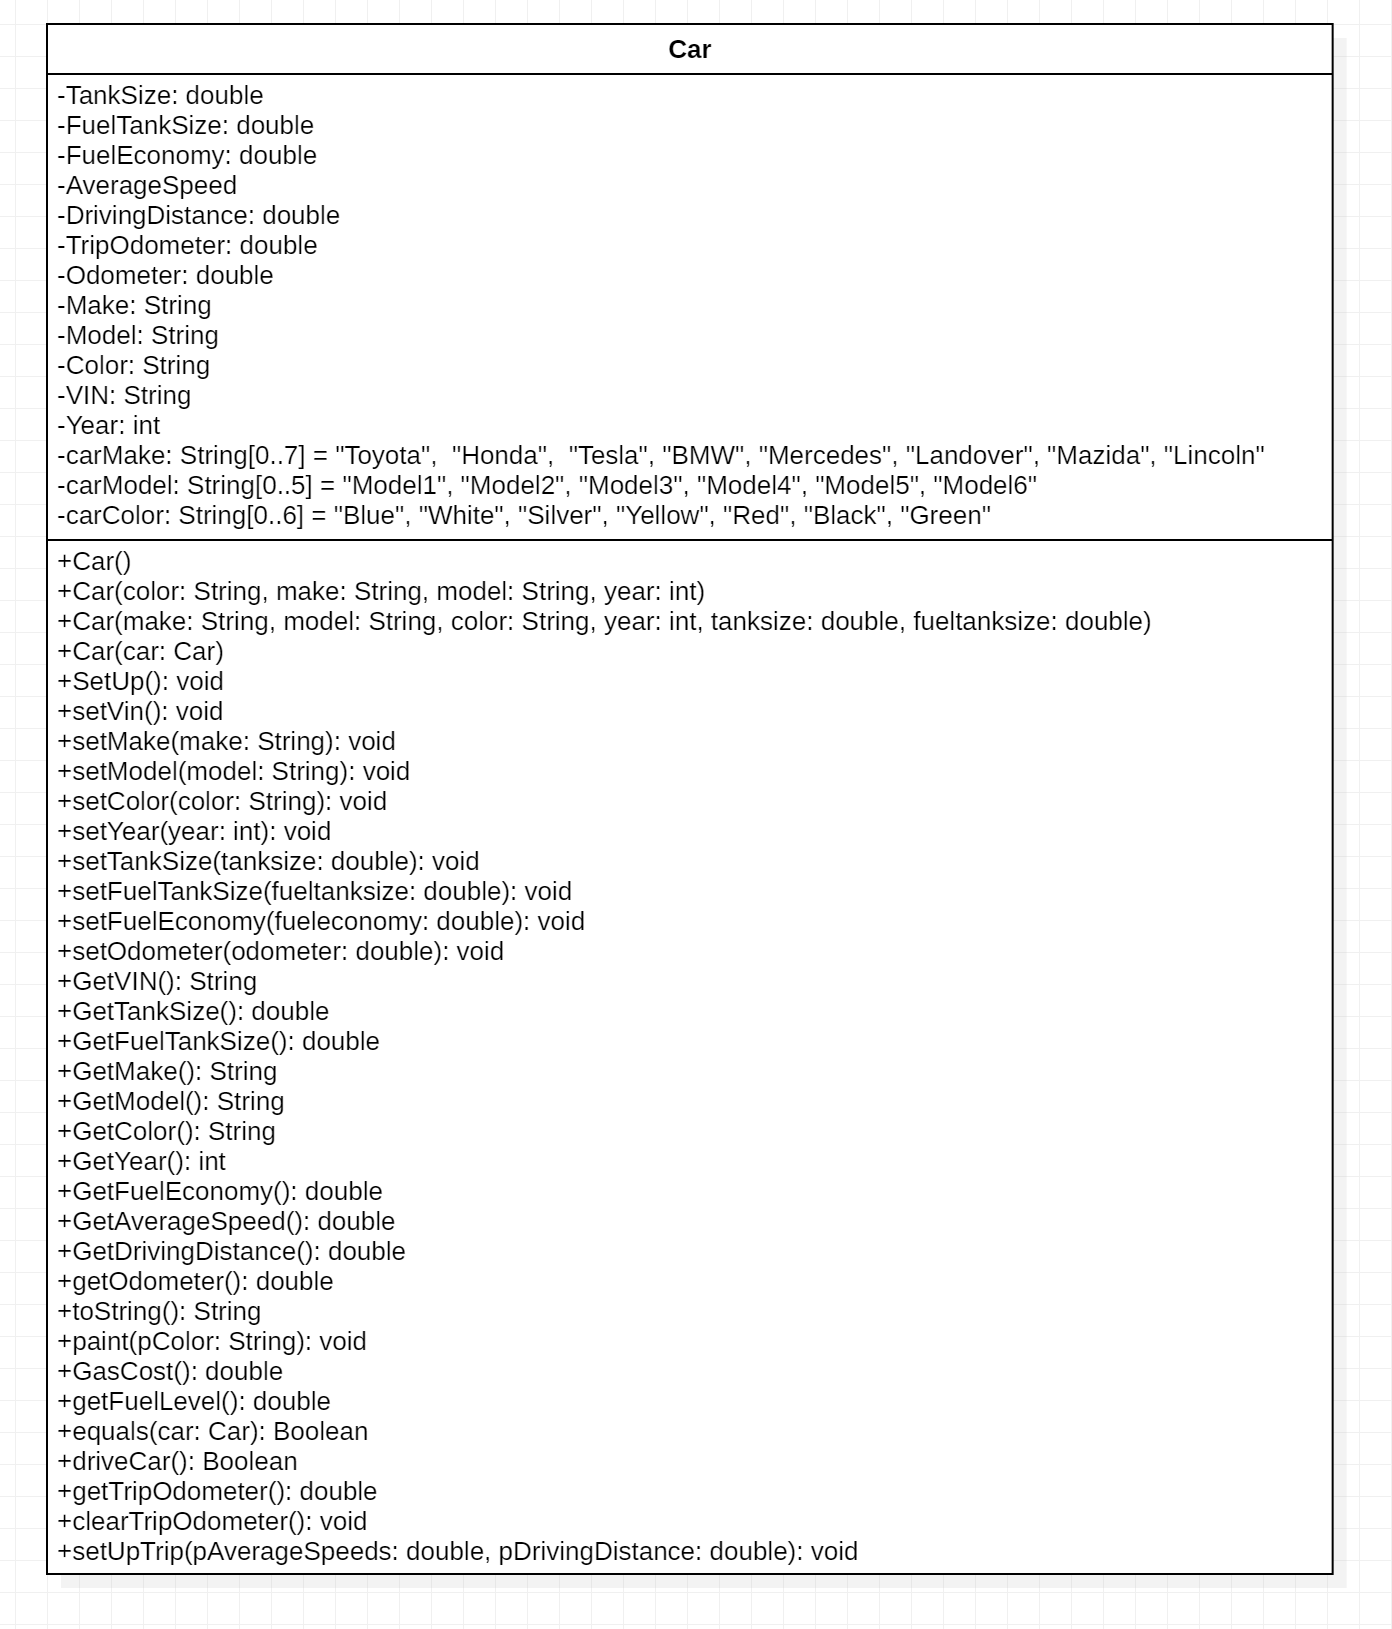 Car
-TankSize: double
-FuelTankSize: double
-FuelEconomy: double
-AverageSpeed
-DrivingDistance: double
-TripOdometer: double
-Odometer: double
-Make: String
-Model: String
-Color: String
-VIN: String
-Year: int
-carMake: String[0..7] = "Toyota",  "Honda",  "Tesla", "BMW", "Mercedes", "Landover", "Mazida", "Lincoln"
-carModel: String[0..5] = "Model1", "Model2", "Model3", "Model4", "Model5", "Model6"
-carColor: String[0..6] = "Blue", "White", "Silver", "Yellow", "Red", "Black", "Green"
+Car()
+Car(color: String, make: String, model: String, year: int)
+Car(make: String, model: String, color: String, year: int, tanksize: double, fueltanksize: double)
+Car(car: Car)
+SetUp(): void
+setVin(): void
+setMake(make: String): void
+setModel(model: String): void
+setColor(color: String): void
+setYear(year: int): void
+setTankSize(tanksize: double): void
+setFuelTankSize(fueltanksize: double): void
+setFuelEconomy(fueleconomy: double): void
+setOdometer(odometer: double): void
+GetVIN(): String
+GetTankSize(): double
+GetFuelTankSize(): double
+GetMake(): String
+GetModel(): String
+GetColor(): String
+GetYear(): int
+GetFuelEconomy(): double
+GetAverageSpeed(): double
+GetDrivingDistance(): double
+getOdometer(): double
+toString(): String
+paint(pColor: String): void
+GasCost(): double
+getFuelLevel(): double
+equals(car: Car): Boolean
+driveCar(): Boolean
+getTripOdometer(): double
+clearTripOdometer(): void
+setUpTrip(pAverageSpeeds: double, pDrivingDistance: double): void